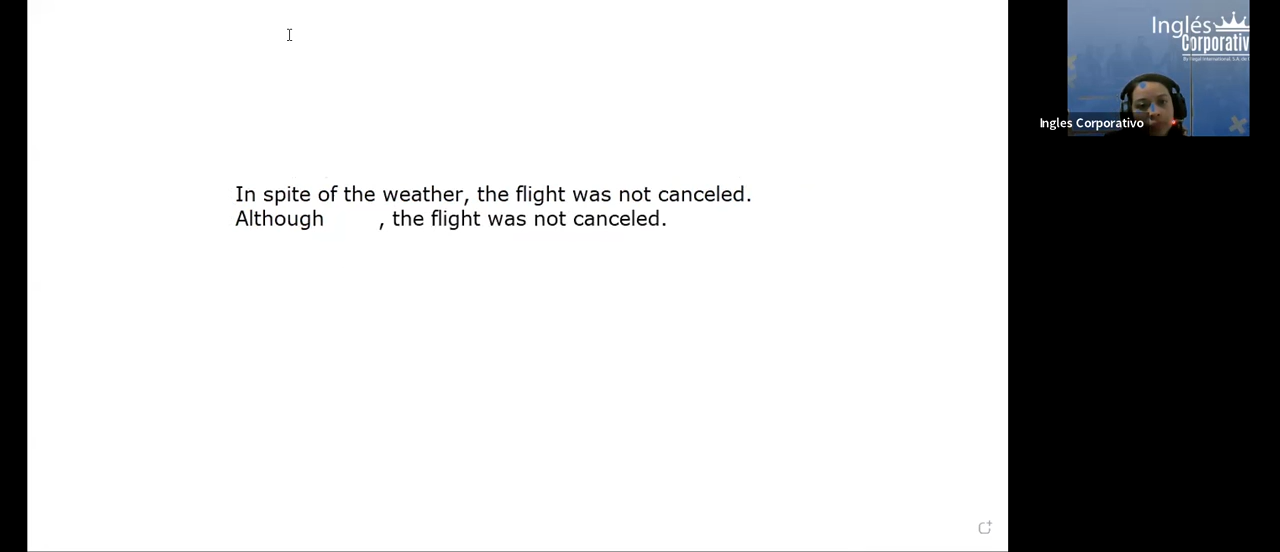 Inglés
Corporativ
Ingles Corporativo
In spite of the weather, the flight was not canceled.
Although , the flight was not canceled.